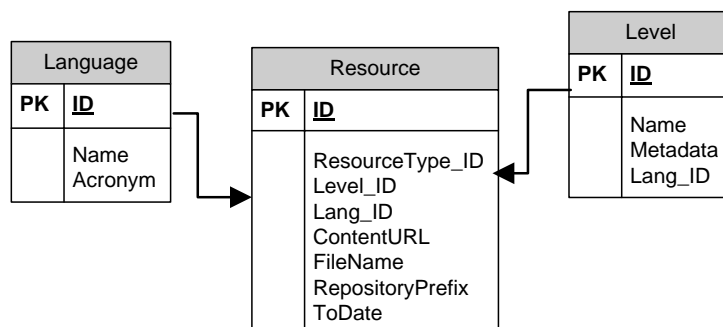 Language
PK ID
Name
Acronym
Resource
PK ID
ResourceType_ID
Level_ID
Lang_ID
ContentURL
FileName
RepositoryPrefix
ToDate
Level
PK ID
Name
Metadata
Lang_ID